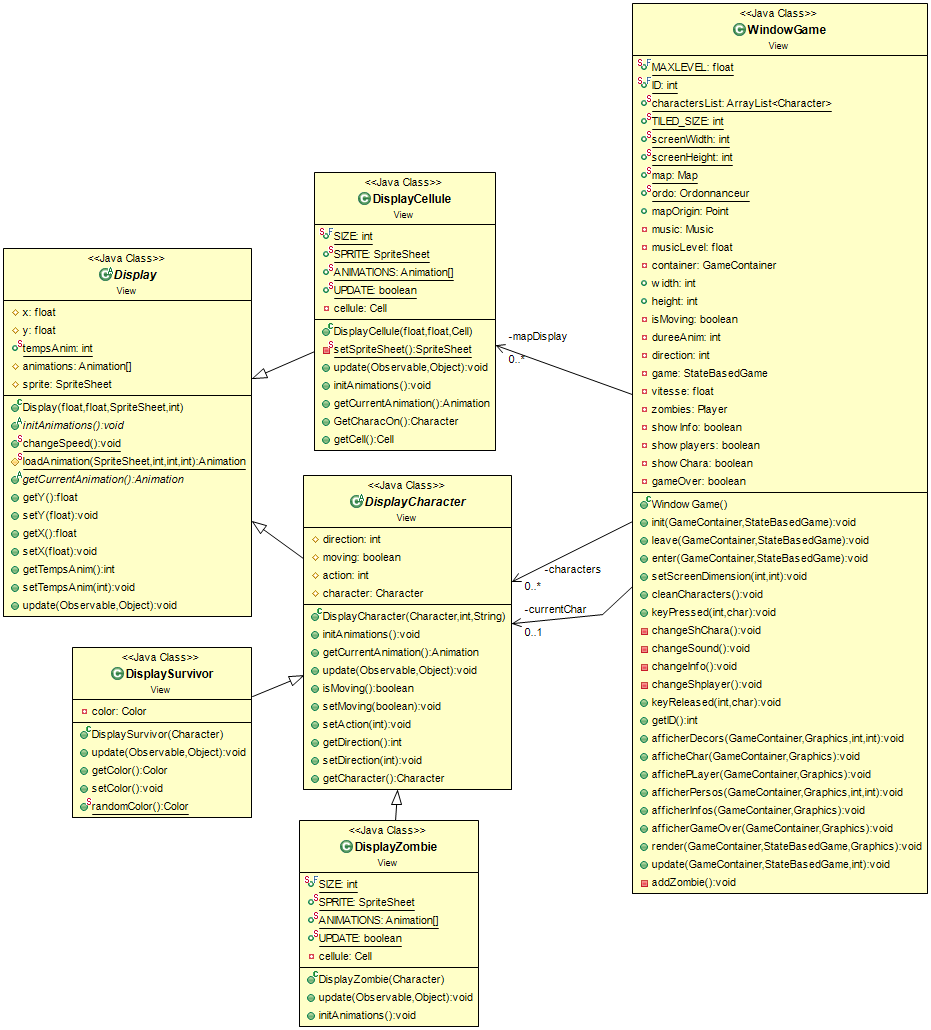 <<Java Class>>
WindowGame
View
MAXLEVEL: float
ID: int
charactersList: ArrayList<Character>
TILED_SIZE: int
screenWidth: int
screenHeight: int
map: Map
ordo: Ordonnanceur
mapOrigin: Point
music: Music
musicLevel: float
container: GameContainer
width: int
height: int
isMoving: boolean
dureeAnim: int
direction: int
game: StateBasedGame
vitesse: float
zombies: Player
showInfo: boolean
showplayers: boolean
showChara: boolean
gameOver: boolean
WindowGame()
init(GameContainer,StateBasedGame):void
leave(GameContainer,StateBasedGame):void
enter(GameContainer,StateBasedGame):void
setScreenDimension(int,int):void
cleanCharacters():void
keyPressed(int,char):void
changeShChara():void
changeSound():void
changeInfo():void
changeShplayer():void
keyReleased(int,char):void
getID():int
afficherDecors(GameContainer,Graphics,int,int):void
afficheChar(GameContainer,Graphics):void
affichePLayer(GameContainer,Graphics):void
afficherPersos(GameContainer,Graphics,int,int):void
afficherInfos(GameContainer,Graphics):void
afficherGameOver(GameContainer,Graphics):void
render(GameContainer,StateBasedGame,Graphics):void
update(GameContainer,StateBasedGame,int):void
addZombie():void
<<Java Class>>
DisplayCellule
View
SIZE: int
SPRITE: SpriteSheet
ANIMATIONS: Animation[]
UPDATE: boolean
cellule: Cell
DisplayCellule(float,float,Cell)
setSpriteSheet():SpriteSheet
update(Observable,Object):void
initAnimations():void
getCurrentAnimation():Animation
GetCharacOn():Character
getCell():Cell
-mapDisplay
0..*
<<Java Class>>
Display
View
x: float
y: float
tempsAnim: int
animations: Animation[]
sprite: SpriteSheet
Display(float,float,SpriteSheet,int)
initAnimations():void
changeSpeed():void
loadAnimation(SpriteSheet,int,int,int):Animation
getCurrentAnimation():Animation
getY():float
setY(float):void
getX():float
setX(float):void
getTempsAnim():int
setTempsAnim(int):void
update(Observable,Object):void
<<Java Class>>
DisplayCharacter
View
direction: int
moving: boolean
action: int
character: Character
DisplayCharacter(Character,int,String)
initAnimations():void
getCurrentAnimation():Animation
update(Observable,Object):void
isMoving():boolean
setMoving(boolean):void
setAction(int):void
getDirection():int
setDirection(int):void
getCharacter():Character
-characters
0..*
-currentChar
0..1
<<Java Class>>
DisplaySurvivor
View
color: Color
DisplaySurvivor(Character)
update(Observable,Object):void
getColor():Color
setColor():void
randomColor():Color
<<Java Class>>
DisplayZombie
View
SIZE: int
SPRITE: SpriteSheet
ANIMATIONS: Animation[]
UPDATE: boolean
cellule: Cell
DisplayZombie(Character)
update(Observable,Object):void
initAnimations():void